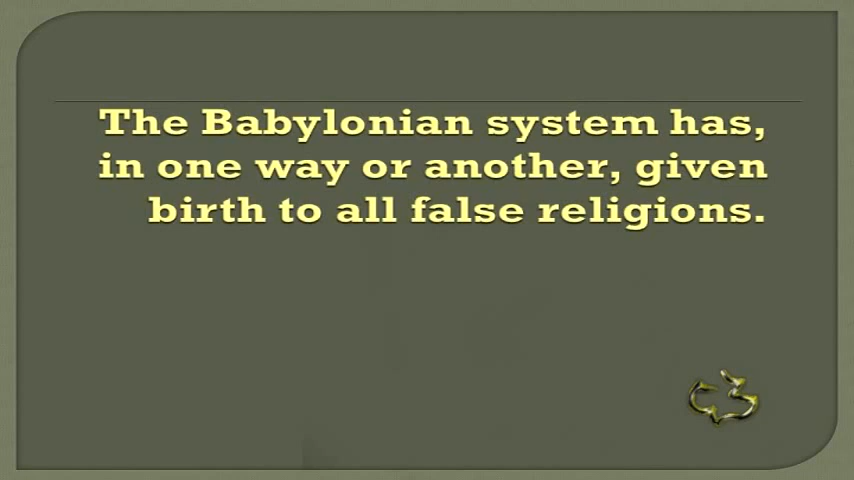 The Babylonian system has,
in one way or another, given
birth to all false religions.